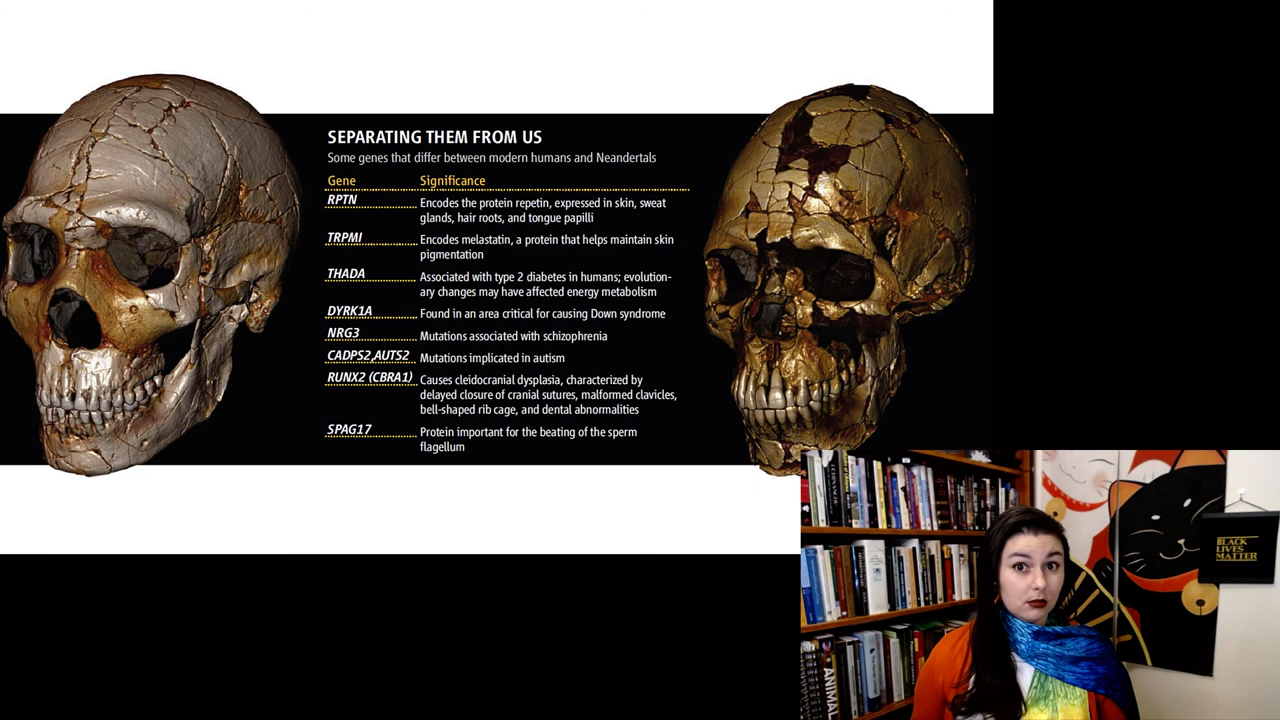 SEPARATING THEM FROM US
Some genes that differ between modern humans and Neandertals
Gene Significance
RPTN Encodes the protein repetin, expressed in skin, sweat
glands, hair roots, and tongue papilli
TRPMI Encodes melastatin, a protein that helps maintain skin
pigmentation
THADA Associated with type 2 diabetes in humans; evolution-
ary changes may have affected energy metabolism
DYRK1A Found in an area critical for causing Down syndrome
NRG3 Mutations associated with schizophrenia
CADPS2,AUTS2 Mutations implicated in autism
RUNX2 (CBRA1) Causes cleidocranial dysplasia, characterized by
delayed closure of cranial sutures, malformed clavicles,
bell-shaped rib cage, and dental abnormalities
SPAG17 Protein important for the beating of the sperm
flagellum
BLACK
LIVES
MATTER
ANIMAL